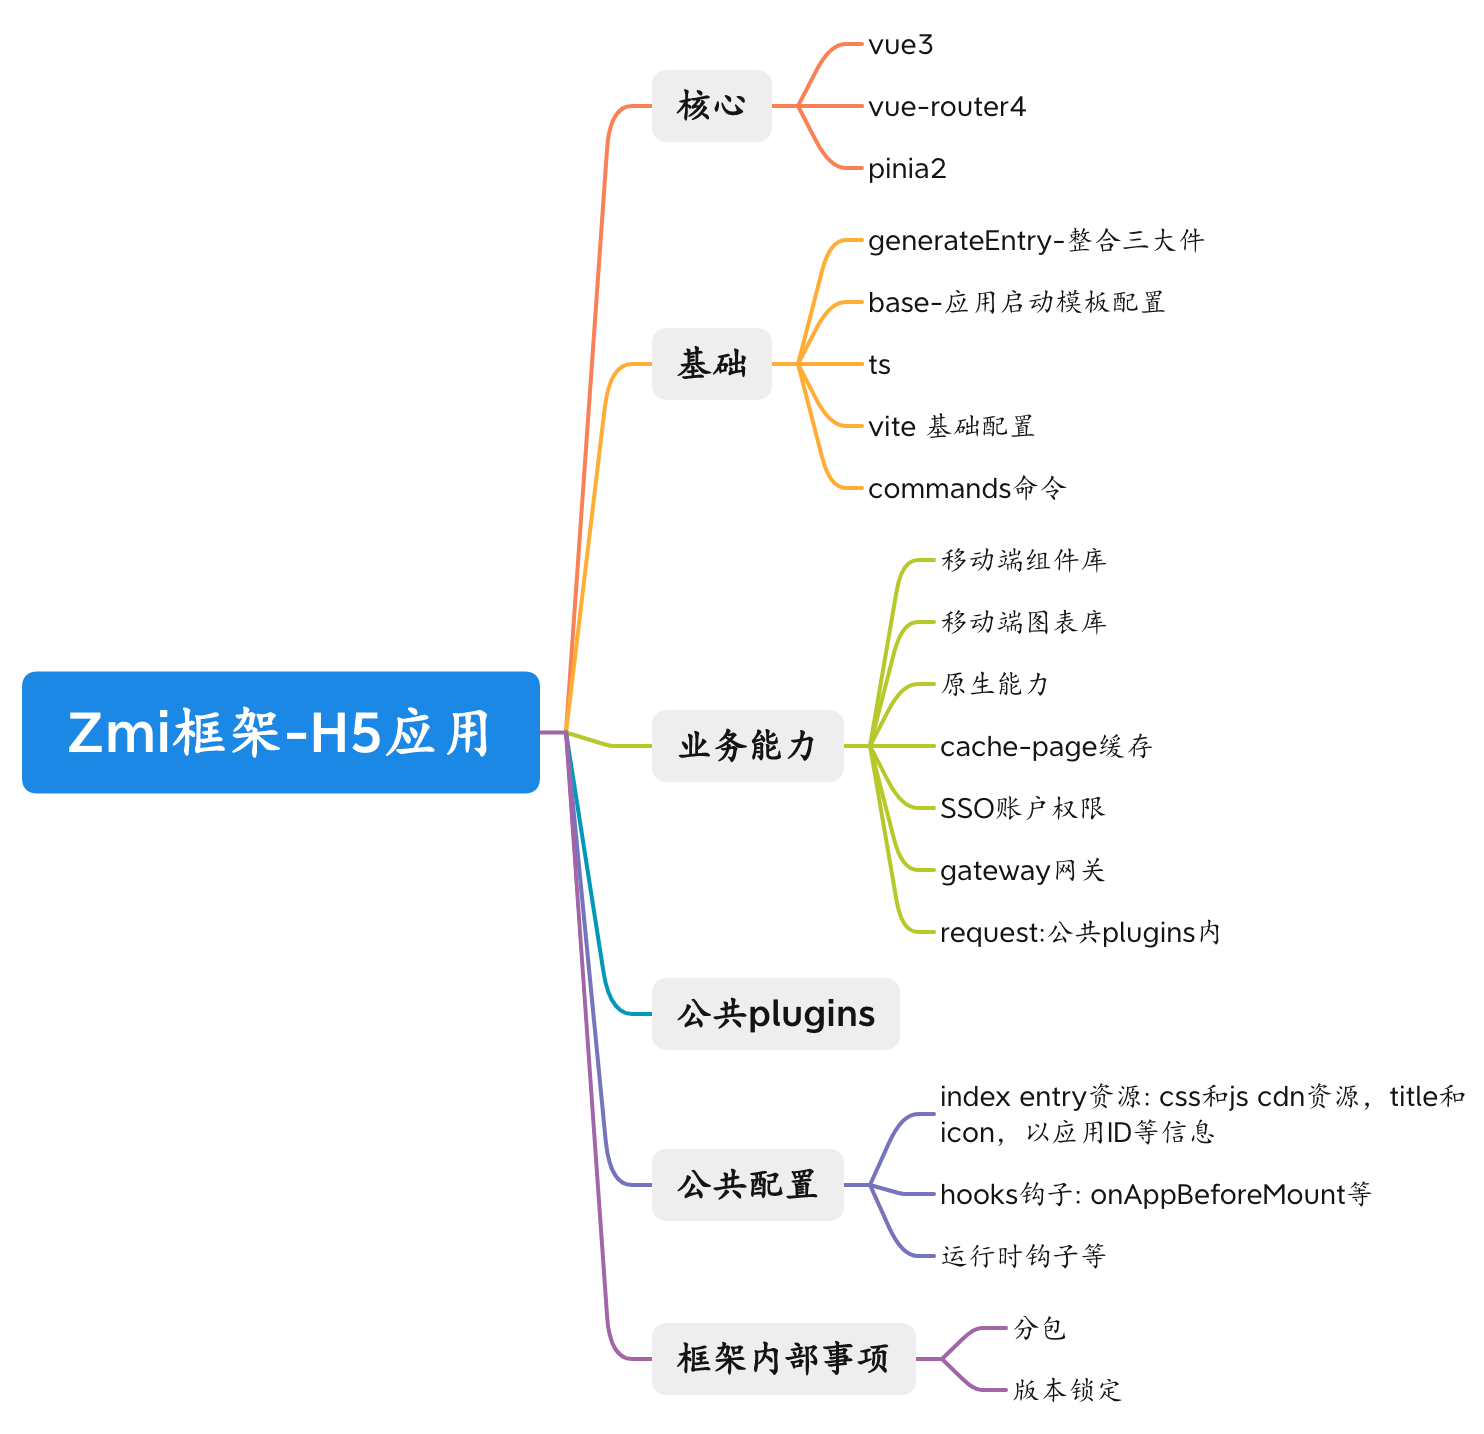 核心
vue3
vue-router4
pinia2
基础
generateEntry-整合三大件
base-应用启动模板配置
ts
vite 基础配置
commands命令
Zmi框架-H5应用
业务能力
移动端组件库
移动端图表库
原生能力
cache-page缓存
SSO账户权限
gateway网关
request:公共plugins内
公共plugins
公共配置
index entry资源: css和js cdn资源，title和
icon，以应用ID等信息
hooks钩子: onAppBeforeMount等
运行时钩子等
框架内部事项
分包
版本锁定